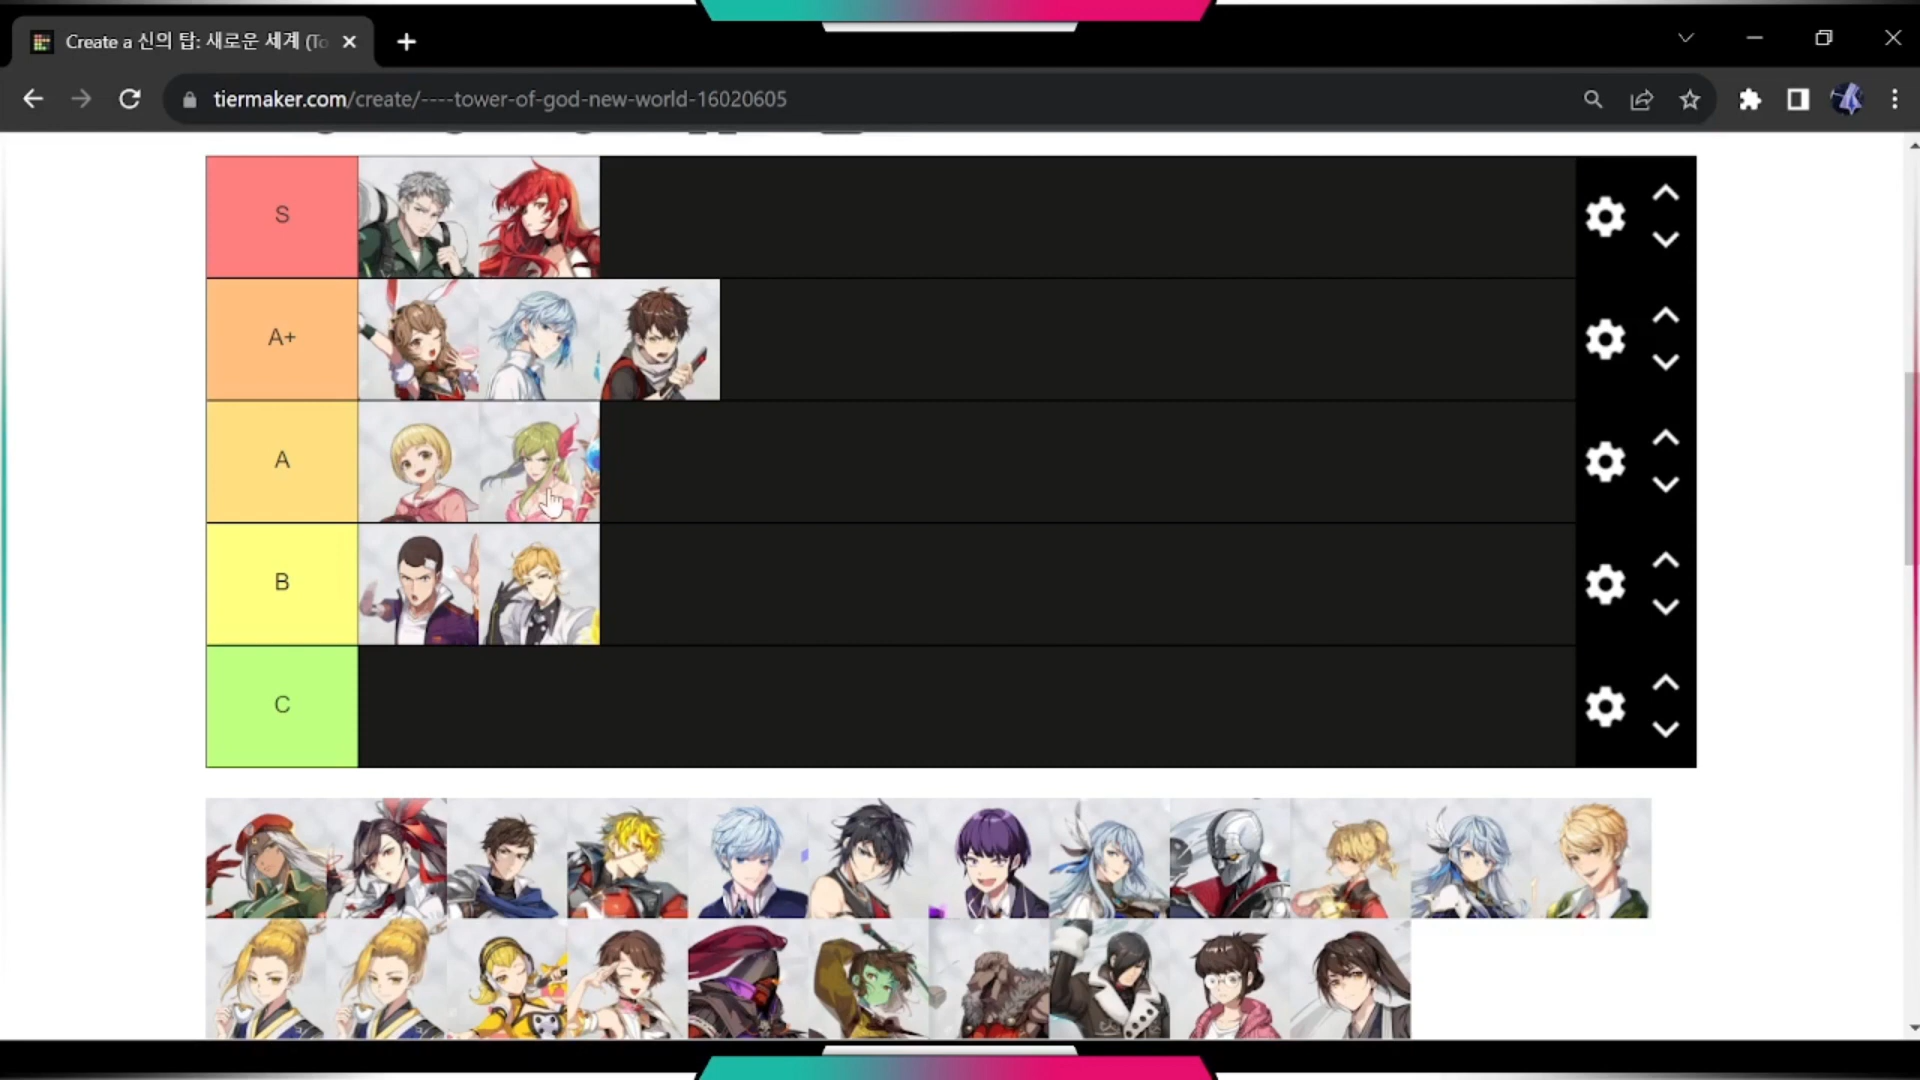 Create a 신의 탑: 새로운 세계 (To
tiermaker.com/create/----tower-of-god-new-world-16020605
S
A+
A
B
C